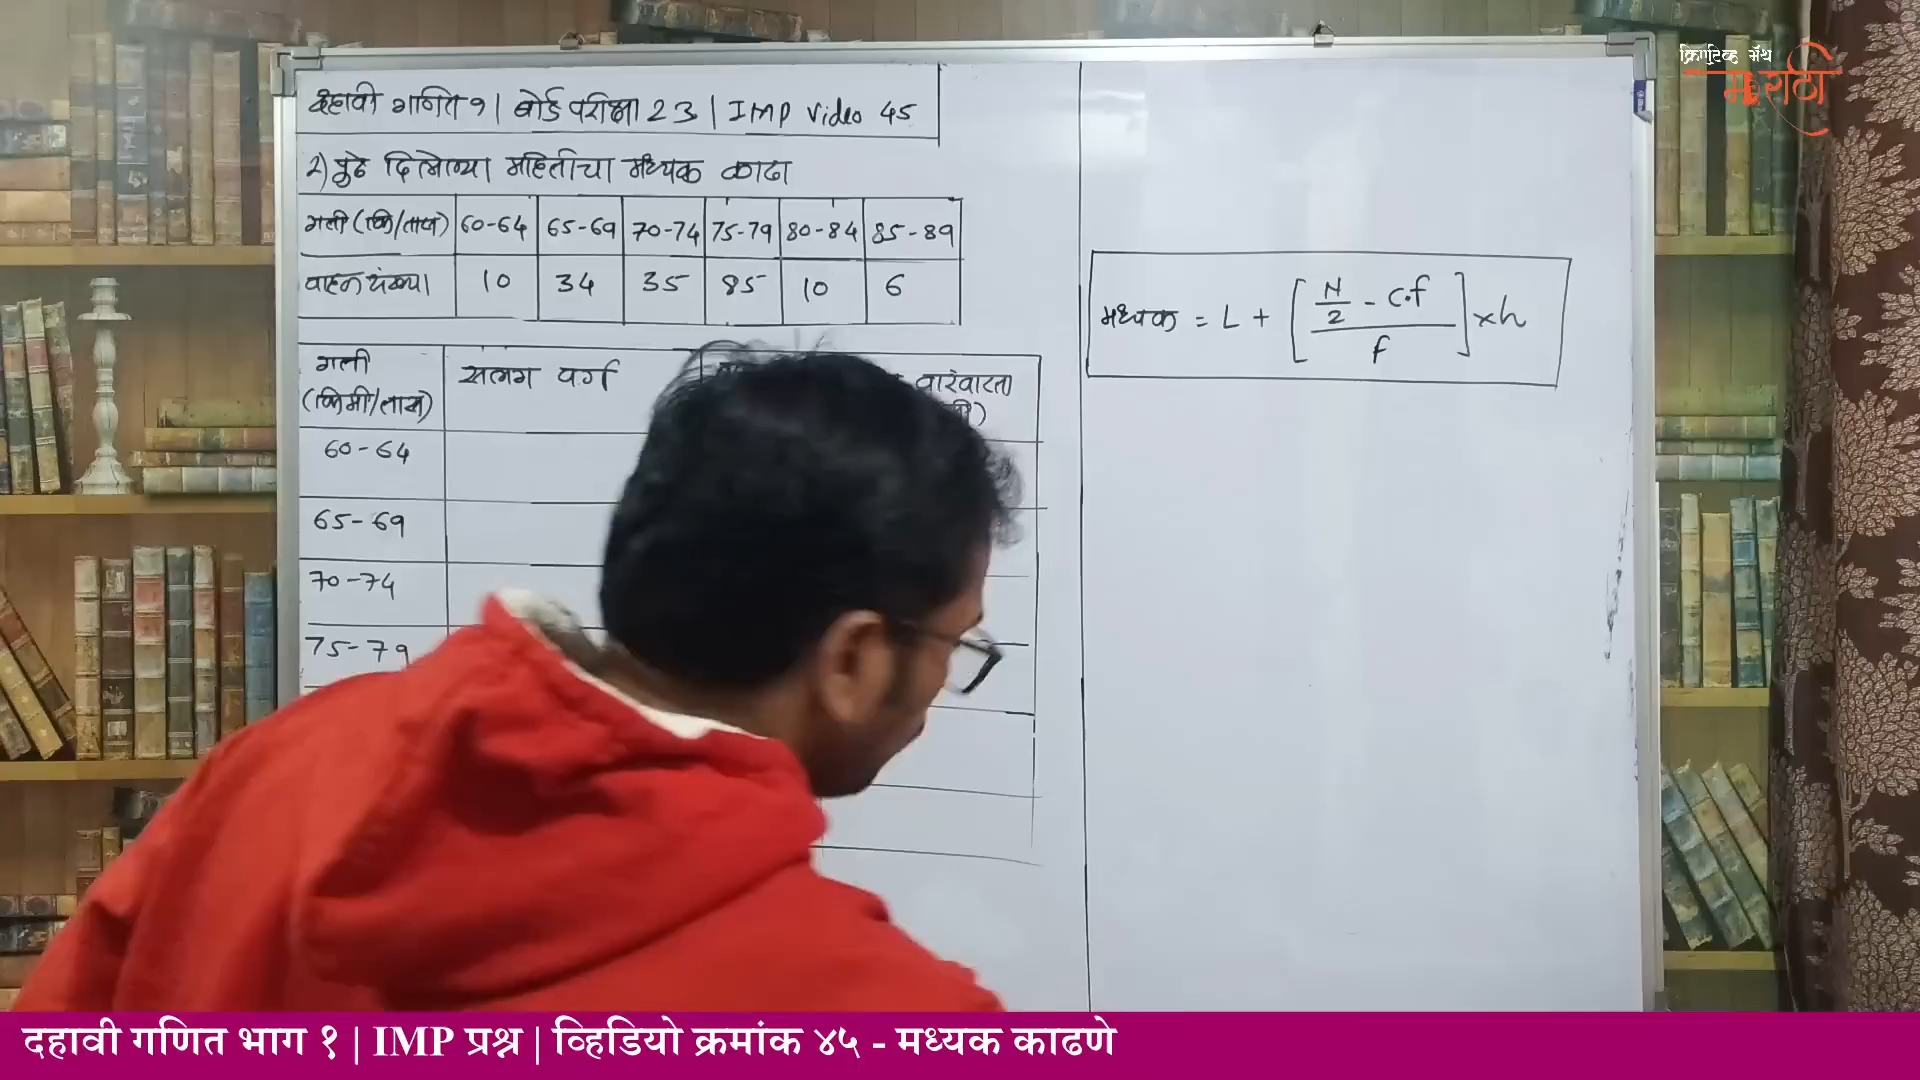 क्रिएटिव्ह मॅथ
मराठी
दहावी गणित १ | बोर्ड परीक्षा 23 | IMP Video 45
2) पुढे दिलेल्या माहितीचा मध्यक काढा
गती (कि/तास) 60-64 65-69 70-74 75-79 80-84 85-89
वाहन संख्या 10 34 35 85 10 6
मध्यक = L + [ (N/2 - c.f) / f ] × h
गती सलग वर्ग वारंवारता
(किमी/तास)
60-64
65-69
70-74
75-79
दहावी गणित भाग १ | IMP प्रश्न | व्हिडियो क्रमांक ४५ - मध्यक काढणे